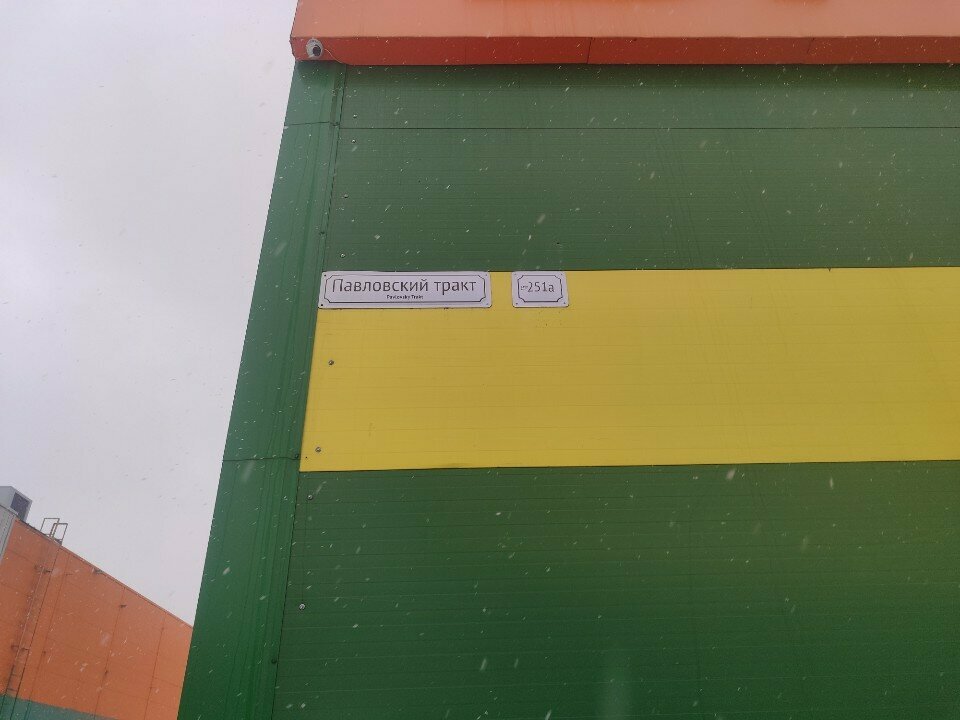 Павловский тракт
Pavlovsky Trakt
251а